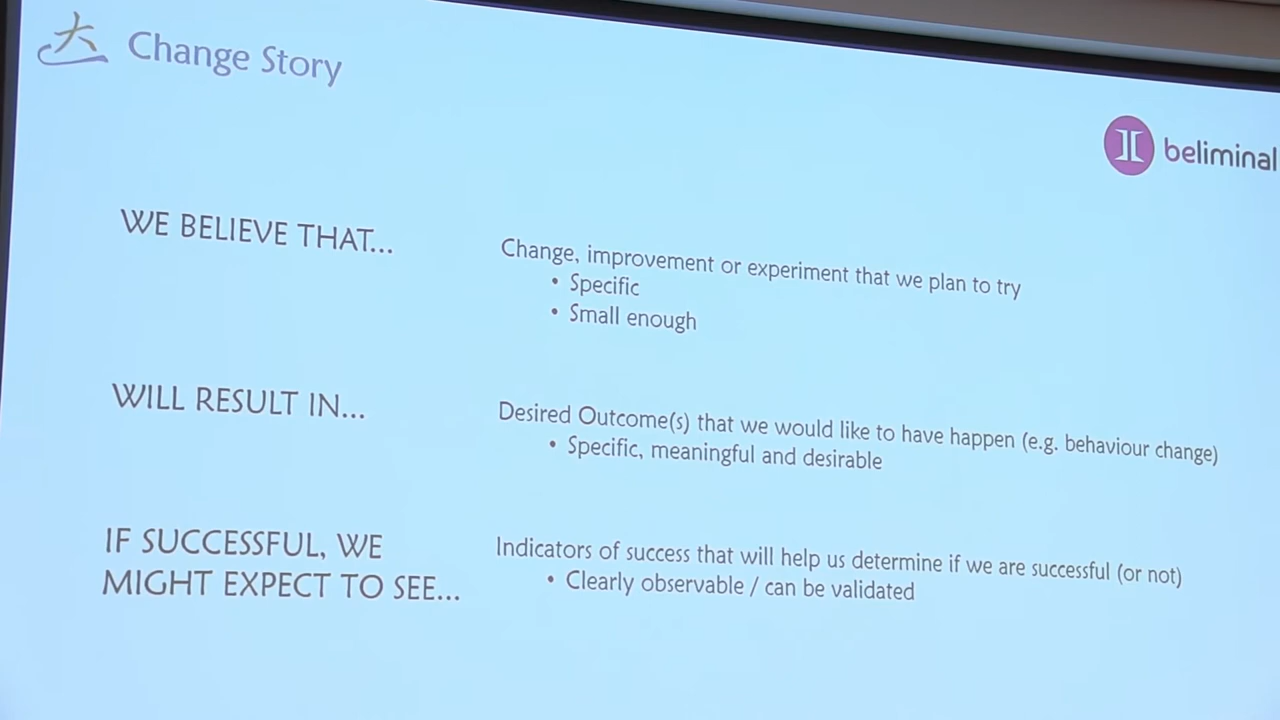 Change Story
beliminal
WE BELIEVE THAT...
Change, improvement or experiment that we plan to try
• Specific
• Small enough
WILL RESULT IN...
Desired Outcome(s) that we would like to have happen (e.g. behaviour change)
• Specific, meaningful and desirable
IF SUCCESSFUL, WE
MIGHT EXPECT TO SEE...
Indicators of success that will help us determine if we are successful (or not)
• Clearly observable / can be validated